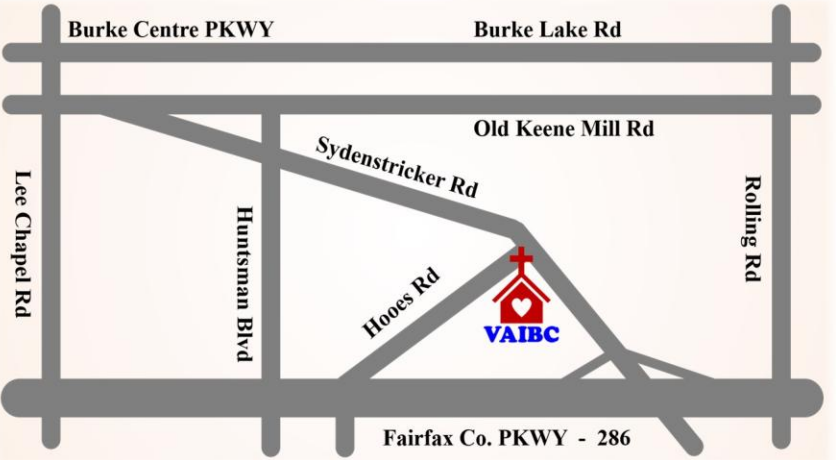 Burke Centre PKWY
Burke Lake Rd
Old Keene Mill Rd
Sydenstricker Rd
Lee Chapel Rd
Huntsman Blvd
Rolling Rd
Hooes Rd
VAIBC
Fairfax Co. PKWY - 286